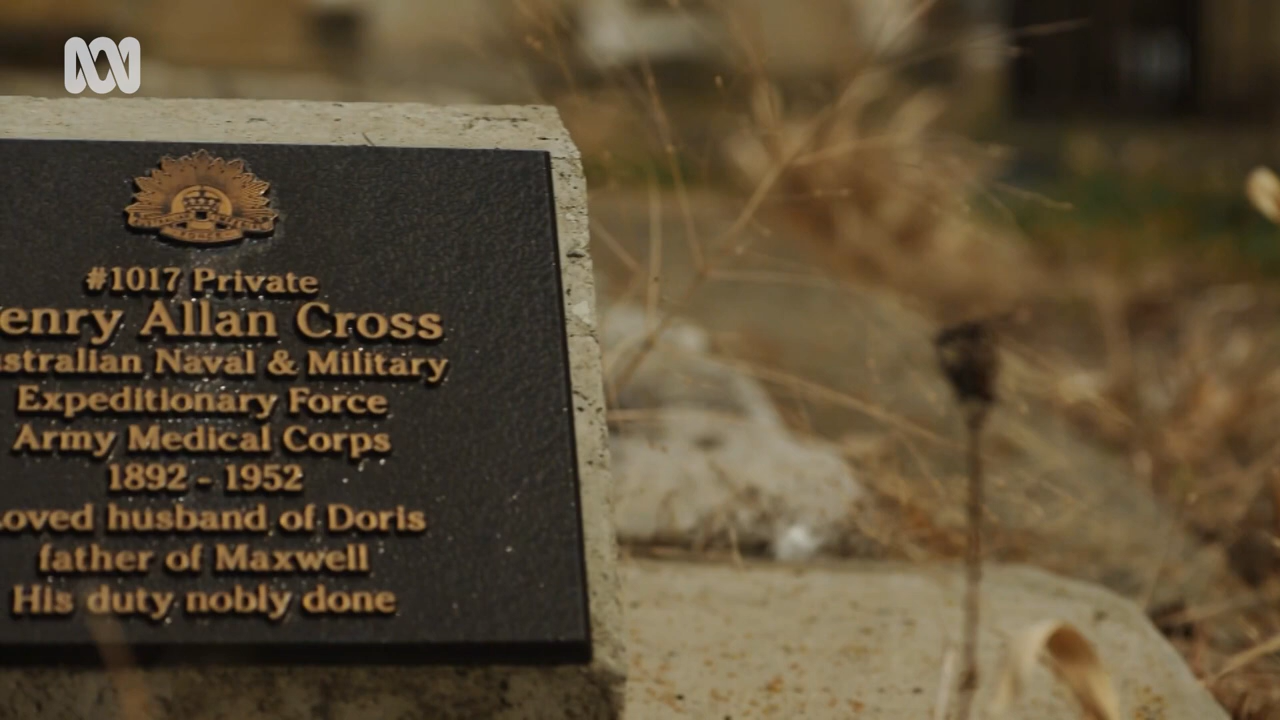 #1017 Private
enry Allan Cross
ustralian Naval & Military
Expeditionary Force
Army Medical Corps
1892 - 1952
Loved husband of Doris
father of Maxwell
His duty nobly done